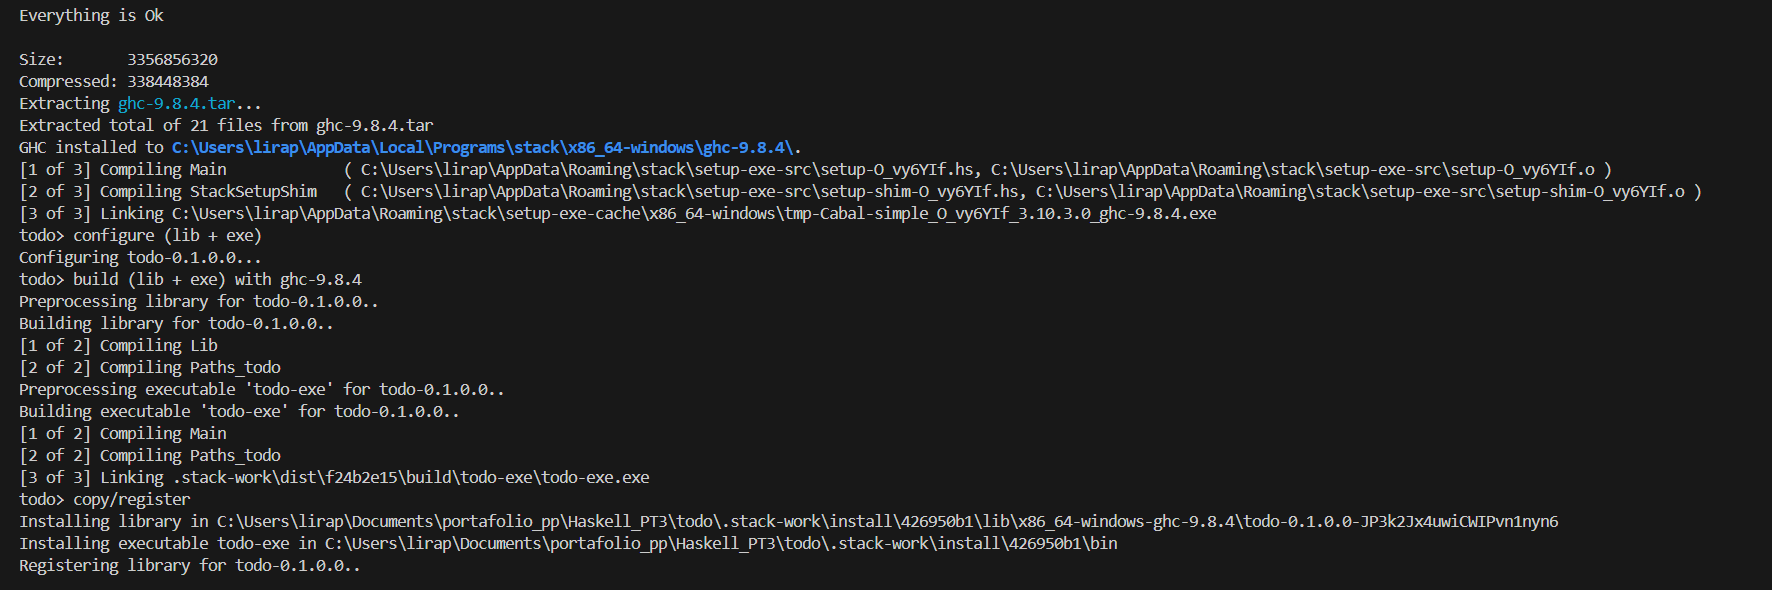 Everything is Ok

Size:       3356856320
Compressed: 338448384
Extracting ghc-9.8.4.tar...
Extracted total of 21 files from ghc-9.8.4.tar
GHC installed to C:\Users\lirap\AppData\Local\Programs\stack\x86_64-windows\ghc-9.8.4\.
[1 of 3] Compiling Main             ( C:\Users\lirap\AppData\Roaming\stack\setup-exe-src\setup-O_vy6YIf.hs, C:\Users\lirap\AppData\Roaming\stack\setup-exe-src\setup-O_vy6YIf.o )
[2 of 3] Compiling StackSetupShim   ( C:\Users\lirap\AppData\Roaming\stack\setup-exe-src\setup-shim-O_vy6YIf.hs, C:\Users\lirap\AppData\Roaming\stack\setup-exe-src\setup-shim-O_vy6YIf.o )
[3 of 3] Linking C:\Users\lirap\AppData\Roaming\stack\setup-exe-cache\x86_64-windows\tmp-Cabal-simple_O_vy6YIf_3.10.3.0_ghc-9.8.4.exe
todo> configure (lib + exe)
Configuring todo-0.1.0.0...
todo> build (lib + exe) with ghc-9.8.4
Preprocessing library for todo-0.1.0.0..
Building library for todo-0.1.0.0..
[1 of 2] Compiling Lib
[2 of 2] Compiling Paths_todo
Preprocessing executable 'todo-exe' for todo-0.1.0.0..
Building executable 'todo-exe' for todo-0.1.0.0..
[1 of 2] Compiling Main
[2 of 2] Compiling Paths_todo
[3 of 3] Linking .stack-work\dist\f24b2e15\build\todo-exe\todo-exe.exe
todo> copy/register
Installing library in C:\Users\lirap\Documents\portafolio_pp\Haskell_PT3\todo\.stack-work\install\426950b1\lib\x86_64-windows-ghc-9.8.4\todo-0.1.0.0-JP3k2Jx4uwiCWIPvn1nyn6
Installing executable todo-exe in C:\Users\lirap\Documents\portafolio_pp\Haskell_PT3\todo\.stack-work\install\426950b1\bin
Registering library for todo-0.1.0.0..